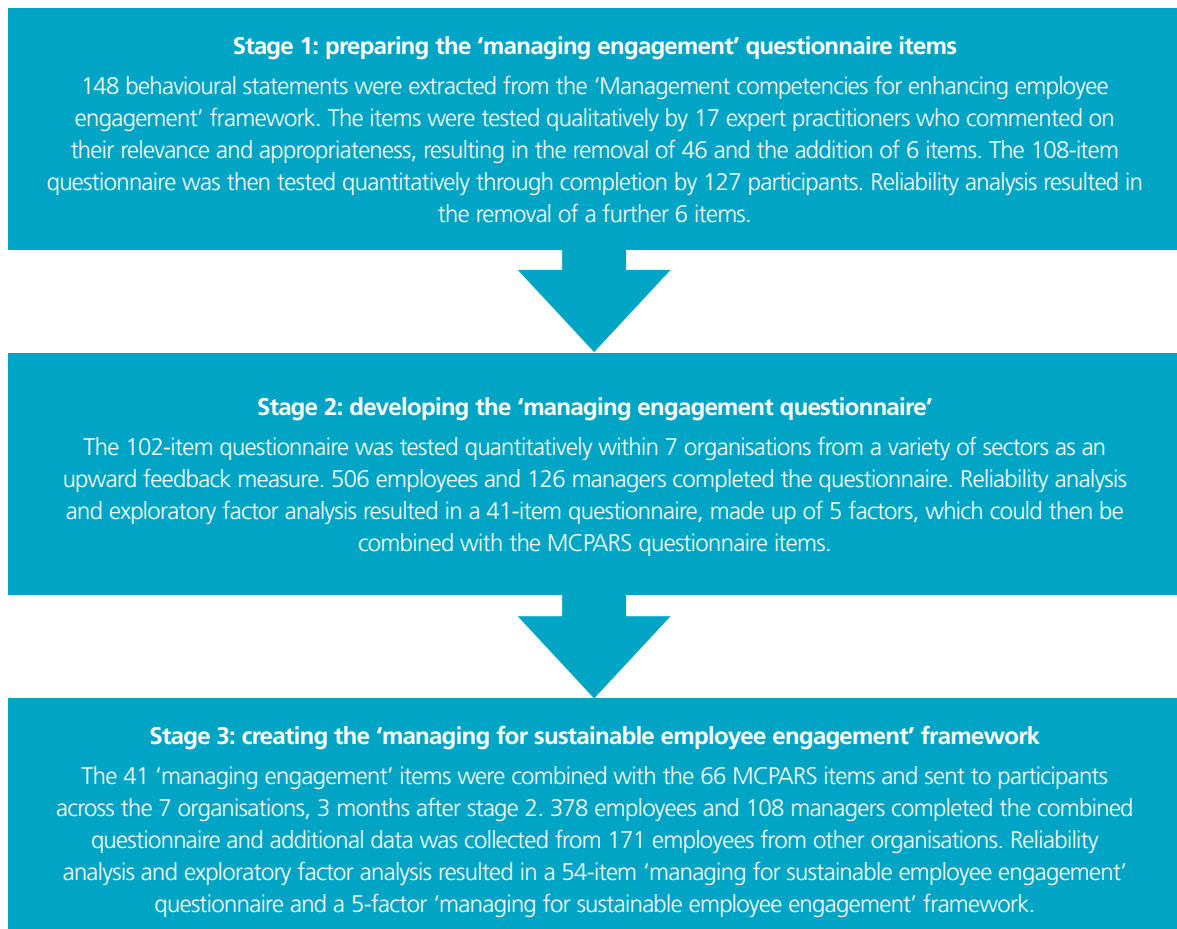 Stage 1: preparing the ‘managing engagement’ questionnaire items
148 behavioural statements were extracted from the ‘Management competencies for enhancing employee
engagement’ framework. The items were tested qualitatively by 17 expert practitioners who commented on
their relevance and appropriateness, resulting in the removal of 46 and the addition of 6 items. The 108-item
questionnaire was then tested quantitatively through completion by 127 participants. Reliability analysis resulted in
the removal of a further 6 items.
Stage 2: developing the ‘managing engagement questionnaire’
The 102-item questionnaire was tested quantitatively within 7 organisations from a variety of sectors as an
upward feedback measure. 506 employees and 126 managers completed the questionnaire. Reliability analysis
and exploratory factor analysis resulted in a 41-item questionnaire, made up of 5 factors, which could then be
combined with the MCPARS questionnaire items.
Stage 3: creating the ‘managing for sustainable employee engagement’ framework
The 41 ‘managing engagement’ items were combined with the 66 MCPARS items and sent to participants
across the 7 organisations, 3 months after stage 2. 378 employees and 108 managers completed the combined
questionnaire and additional data was collected from 171 employees from other organisations. Reliability
analysis and exploratory factor analysis resulted in a 54-item ‘managing for sustainable employee engagement’
questionnaire and a 5-factor ‘managing for sustainable employee engagement’ framework.